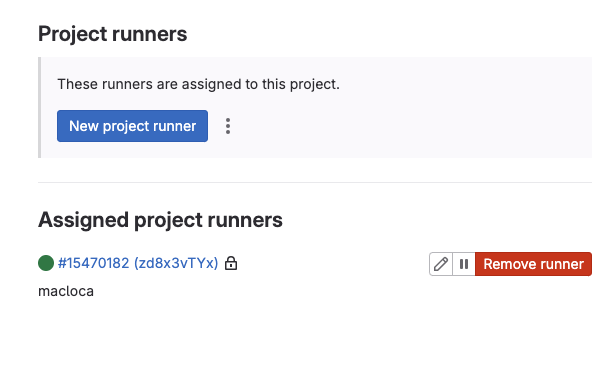 Project runners
These runners are assigned to this project.
New project runner
Assigned project runners
#15470182 (zd8x3vTYx)
Remove runner
macloca